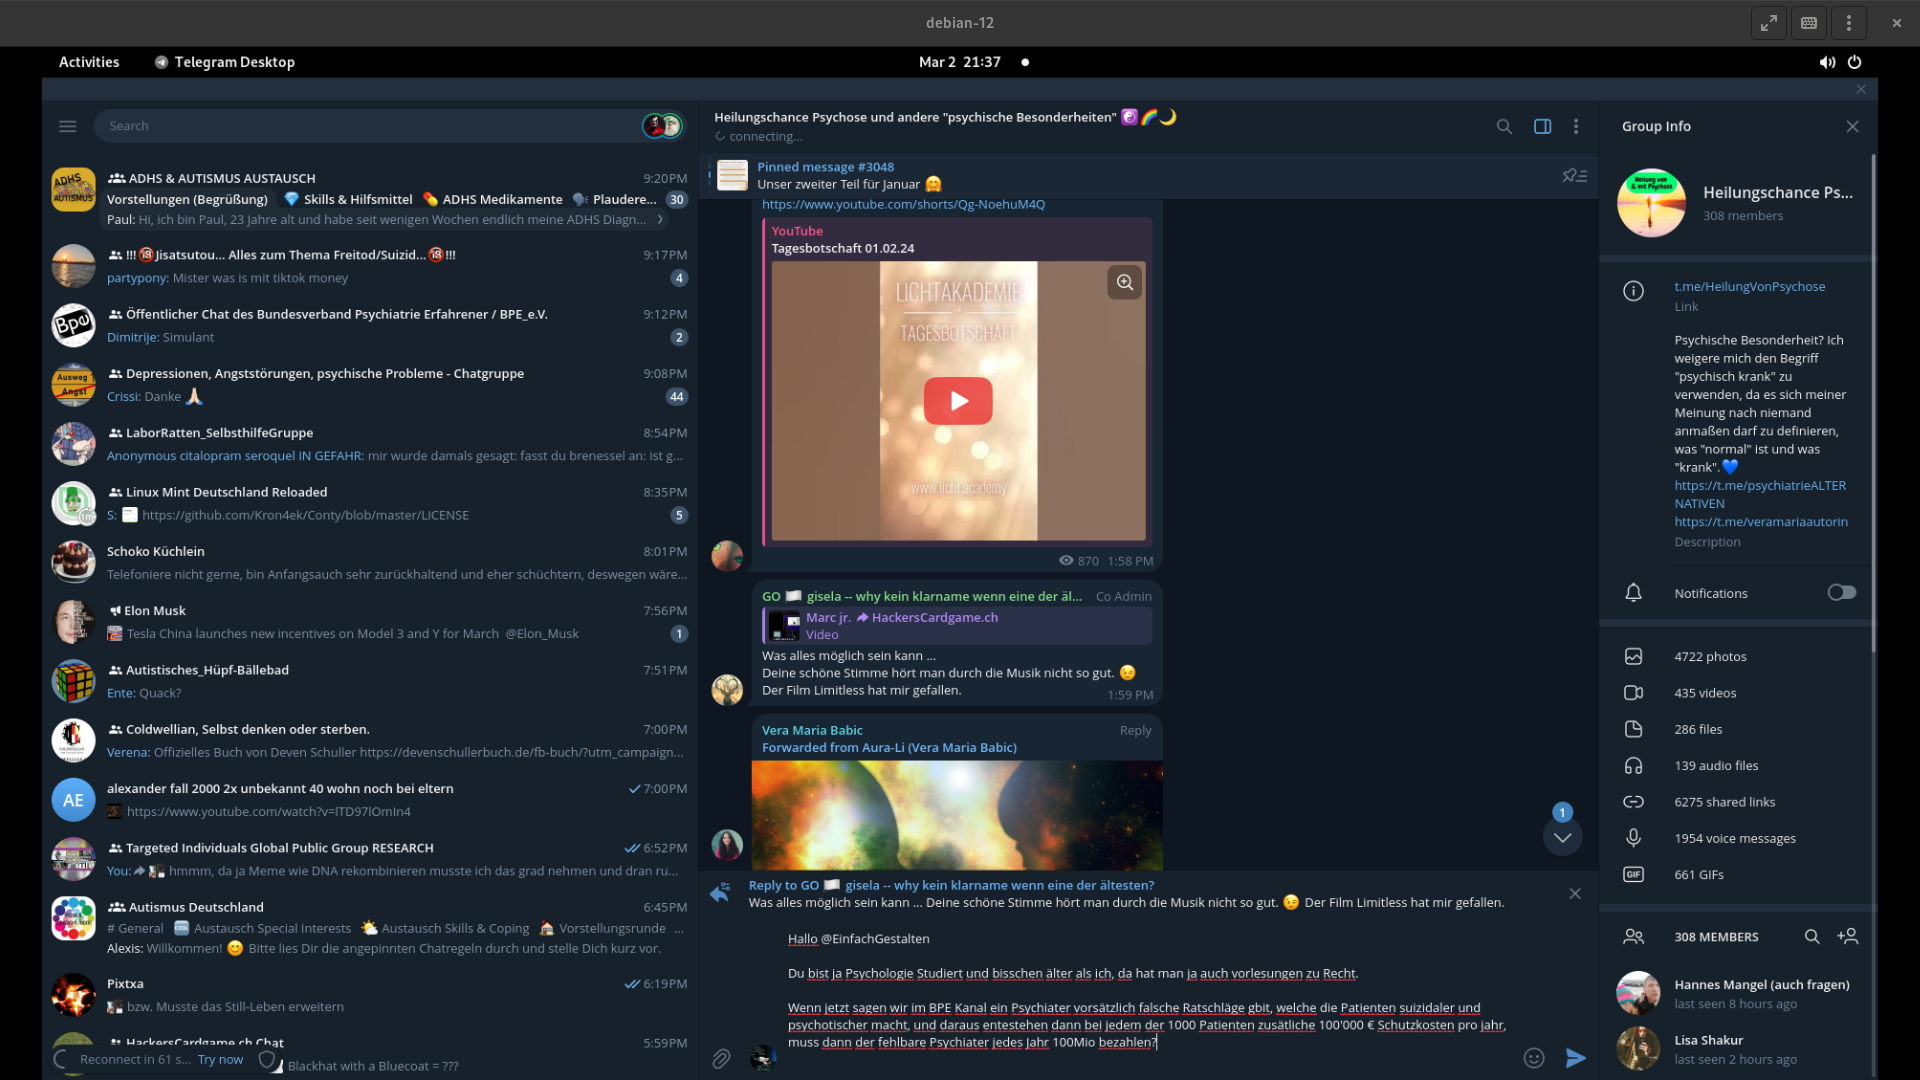 debian-12
Activities
Telegram Desktop
Mar 2 21:37
Search
ADHS & AUTISMUS AUSTAUSCH
9:20PM
Vorstellungen (Begrüßung) 💎 Skills & Hilfsmittel 💊 ADHS Medikamente 🗣 Plaudere...
30
Paul: Hi, ich bin Paul, 23 Jahre alt und habe seit wenigen Wochen endlich meine ADHS Diagn...
!!!🔞Jisatsutou... Alles zum Thema Freitod/Suizid...🔞!!!
9:17PM
partypony: Mister was is mit tiktok money
4
Öffentlicher Chat des Bundesverband Psychiatrie Erfahrener / BPE_e.V.
9:12PM
Dimitrije: Simulant
2
Depressionen, Angststörungen, psychische Probleme - Chatgruppe
9:08PM
Crissi: Danke 🙏🏻
44
LaborRatten_SelbsthilfeGruppe
8:54PM
Anonymous citalopram seroquel IN GEFAHR: mir wurde damals gesagt: fasst du brenessel an: ist g...
Linux Mint Deutschland Reloaded
8:35PM
S: https://github.com/Kron4ek/Conty/blob/master/LICENSE
5
Schoko Küchlein
8:01PM
Telefoniere nicht gerne, bin Anfangsauch sehr zurückhaltend und eher schüchtern, deswegen wäre...
Elon Musk
7:56PM
Tesla China launches new incentives on Model 3 and Y for March @Elon_Musk
1
Autistisches_Hüpf-Bällebad
7:51PM
Ente: Quack?
Coldwellian, Selbst denken oder sterben.
7:00PM
Verena: Offizielles Buch von Deven Schuller https://devenschullerbuch.de/fb-buch/?utm_campaign...
AE
alexander fall 2000 2x unbekannt 40 wohn noch bei eltern
7:00PM
https://www.youtube.com/watch?v=lTD97lOmIn4
Targeted Individuals Global Public Group RESEARCH
6:52PM
You: hmmm, da ja Meme wie DNA rekombinieren musste ich das grad nehmen und dran ru...
Autismus Deutschland
6:45PM
# General 🆒 Austausch Special Interests 🌤 Austausch Skills & Coping 🏠 Vorstellungsrunde ...
Alexis: Willkommen! 😊 Bitte lies Dir die angepinnten Chatregeln durch und stelle Dich kurz vor.
Pixtxa
6:19PM
bzw. Musste das Still-Leben erweitern
HackersCardgame.ch Chat
5:59PM
Reconnect in 61 s... Try now
Blackhat with a Bluecoat = ???
Heilungschance Psychose und andere "psychische Besonderheiten" ☯️🌈🌙
connecting...
Pinned message #3048
Unser zweiter Teil für Januar 🤗
https://www.youtube.com/shorts/Qg-NoehuM4Q
YouTube
Tagesbotschaft 01.02.24
LICHTAKADEMIE
TAGESBOTSCHAFT
www.licht.academy
870 1:58 PM
GO 🏳️ gisela -- why kein klarname wenn eine der äl...
Co Admin
Marc jr. HackersCardgame.ch
Video
Was alles möglich sein kann ...
Deine schöne Stimme hört man durch die Musik nicht so gut. 😉
Der Film Limitless hat mir gefallen.
1:59 PM
Vera Maria Babic
Reply
Forwarded from Aura-Li (Vera Maria Babic)
1
Reply to GO 🏳️ gisela -- why kein klarname wenn eine der ältesten?
Was alles möglich sein kann ... Deine schöne Stimme hört man durch die Musik nicht so gut. 😉 Der Film Limitless hat mir gefallen.
Hallo @EinfachGestalten
Du bist ja Psychologie Studiert und bisschen älter als ich, da hat man ja auch vorlesungen zu Recht.
Wenn jetzt sagen wir im BPE Kanal ein Psychiater vorsätzlich falsche Ratschläge gbit, welche die Patienten suizidaler und
psychotischer macht, und daraus entestehen dann bei jedem der 1000 Patienten zusätliche 100'000 € Schutzkosten pro jahr,
muss dann der fehlbare Psychiater jedes Jahr 100Mio bezahlen?
Group Info
Heilung von
& mit Psychose
Heilungschance Ps...
308 members
t.me/HeilungVonPsychose
Link
Psychische Besonderheit? Ich
weigere mich den Begriff
"psychisch krank" zu
verwenden, da es sich meiner
Meinung nach niemand
anmaßen darf zu definieren,
was "normal" ist und was
"krank".💙
https://t.me/psychiatrieALTER
NATIVEN
https://t.me/veramariaautorin
Description
Notifications
4722 photos
435 videos
286 files
139 audio files
6275 shared links
1954 voice messages
GIF
661 GIFs
308 MEMBERS
Hannes Mangel (auch fragen)
last seen 8 hours ago
Lisa Shakur
last seen 2 hours ago
ADHS
AUTISMUS
Bpe
Ausweg
Angst